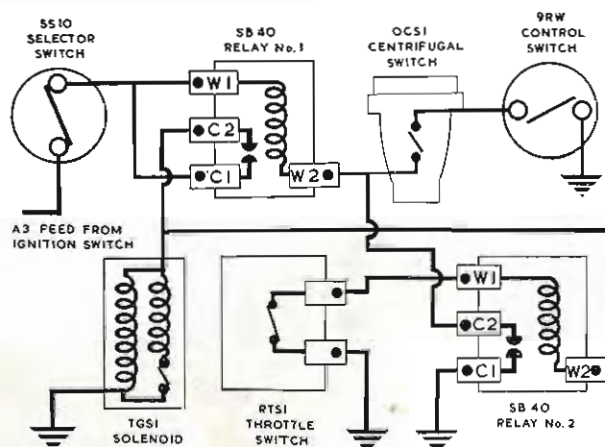 SS10
SELECTOR
SWITCH
SB 40
RELAY No. 1
OCS1
CENTRIFUGAL
SWITCH
9RW
CONTROL
SWITCH
W1
C2
C1
W2
A3 FEED FROM
IGNITION SWITCH
TGS1
SOLENOID
RTS1
THROTTLE
SWITCH
W1
C2
C1
W2
SB 40
RELAY No. 2